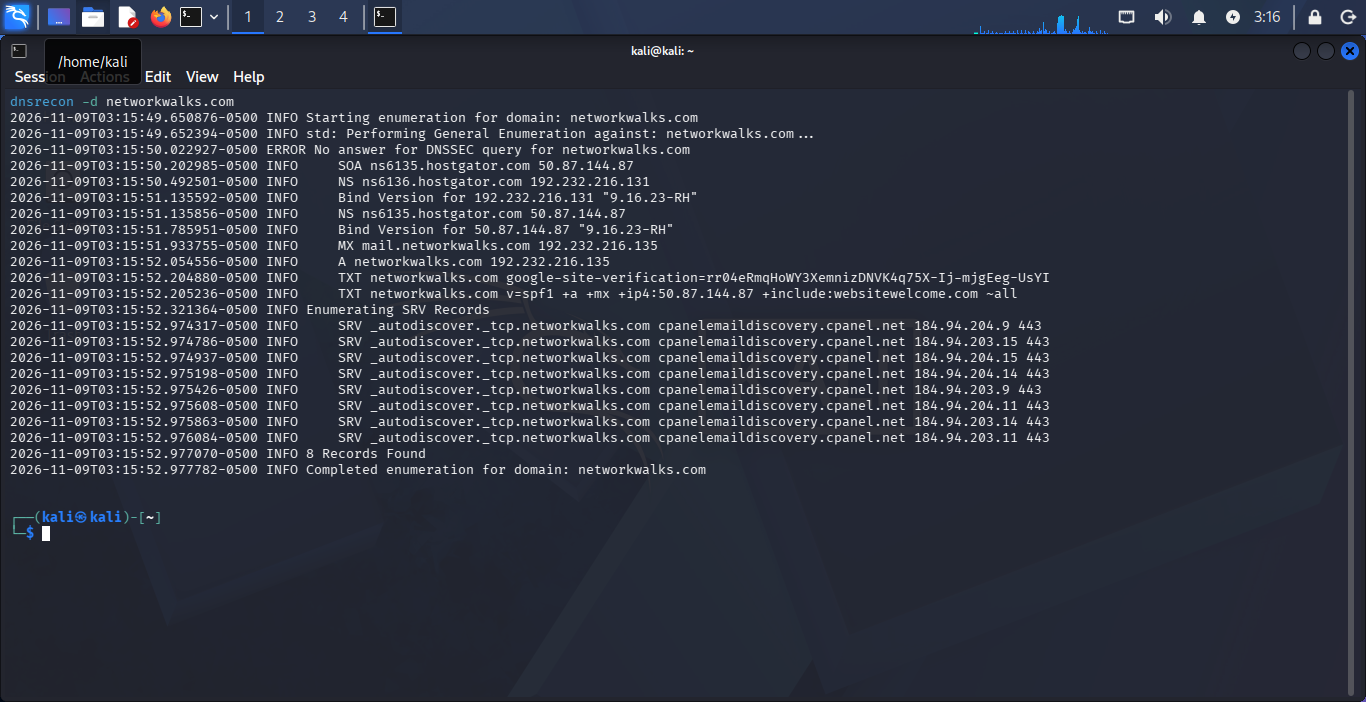 1 2 3 4 3:16
kali@kali: ~
/home/kali
Session Actions Edit View Help
dnsrecon -d networkwalks.com
2026-11-09T03:15:49.650876-0500 INFO Starting enumeration for domain: networkwalks.com
2026-11-09T03:15:49.652394-0500 INFO std: Performing General Enumeration against: networkwalks.com...
2026-11-09T03:15:50.022927-0500 ERROR No answer for DNSSEC query for networkwalks.com
2026-11-09T03:15:50.202985-0500 INFO SOA ns6135.hostgator.com 50.87.144.87
2026-11-09T03:15:50.492501-0500 INFO NS ns6136.hostgator.com 192.232.216.131
2026-11-09T03:15:51.135592-0500 INFO Bind Version for 192.232.216.131 "9.16.23-RH"
2026-11-09T03:15:51.135856-0500 INFO NS ns6135.hostgator.com 50.87.144.87
2026-11-09T03:15:51.785951-0500 INFO Bind Version for 50.87.144.87 "9.16.23-RH"
2026-11-09T03:15:51.933755-0500 INFO MX mail.networkwalks.com 192.232.216.135
2026-11-09T03:15:52.054556-0500 INFO A networkwalks.com 192.232.216.135
2026-11-09T03:15:52.204880-0500 INFO TXT networkwalks.com google-site-verification=rr04eRmqHoWY3XemnizDNVK4q75X-Ij-mjgEeg-UsYI
2026-11-09T03:15:52.205236-0500 INFO TXT networkwalks.com v=spf1 +a +mx +ip4:50.87.144.87 +include:websitewelcome.com ~all
2026-11-09T03:15:52.321364-0500 INFO Enumerating SRV Records
2026-11-09T03:15:52.974317-0500 INFO SRV _autodiscover._tcp.networkwalks.com cpanelemaildiscovery.cpanel.net 184.94.204.9 443
2026-11-09T03:15:52.974786-0500 INFO SRV _autodiscover._tcp.networkwalks.com cpanelemaildiscovery.cpanel.net 184.94.203.15 443
2026-11-09T03:15:52.974937-0500 INFO SRV _autodiscover._tcp.networkwalks.com cpanelemaildiscovery.cpanel.net 184.94.204.15 443
2026-11-09T03:15:52.975198-0500 INFO SRV _autodiscover._tcp.networkwalks.com cpanelemaildiscovery.cpanel.net 184.94.204.14 443
2026-11-09T03:15:52.975426-0500 INFO SRV _autodiscover._tcp.networkwalks.com cpanelemaildiscovery.cpanel.net 184.94.203.9 443
2026-11-09T03:15:52.975608-0500 INFO SRV _autodiscover._tcp.networkwalks.com cpanelemaildiscovery.cpanel.net 184.94.204.11 443
2026-11-09T03:15:52.975863-0500 INFO SRV _autodiscover._tcp.networkwalks.com cpanelemaildiscovery.cpanel.net 184.94.203.14 443
2026-11-09T03:15:52.976084-0500 INFO SRV _autodiscover._tcp.networkwalks.com cpanelemaildiscovery.cpanel.net 184.94.203.11 443
2026-11-09T03:15:52.977070-0500 INFO 8 Records Found
2026-11-09T03:15:52.977782-0500 INFO Completed enumeration for domain: networkwalks.com
┌──(kali㉿kali)-[~]
└─$